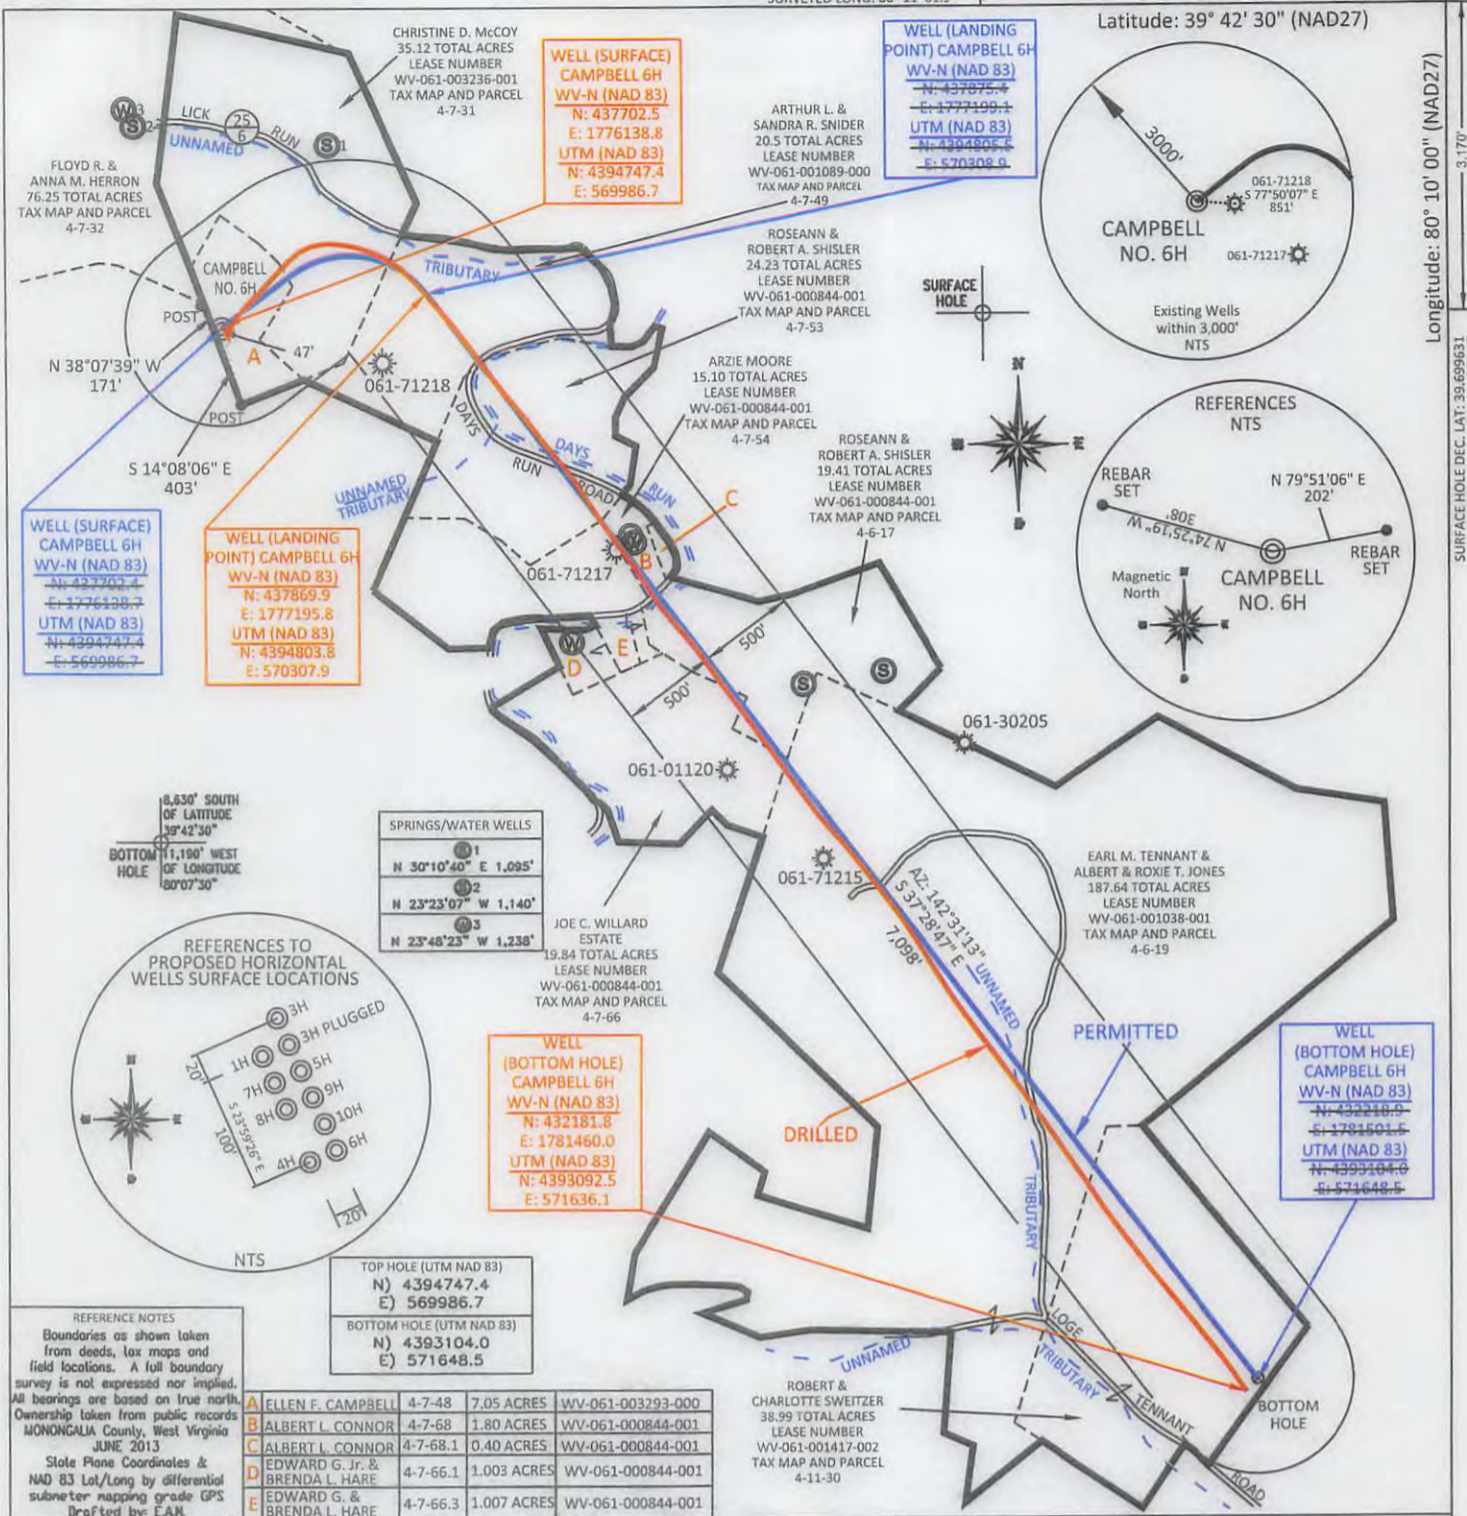 Latitude: 39° 42' 30" (NAD27)
Longitude: 80° 10' 00" (NAD27)
3,170'
SURFACE HOLE DEC. LAT: 39.699631
CHRISTINE D. McCOY
35.12 TOTAL ACRES
LEASE NUMBER
WV-061-003236-001
TAX MAP AND PARCEL
4-7-31
WELL (SURFACE)
CAMPBELL 6H
WV-N (NAD 83)
N: 437702.5
E: 1776138.8
UTM (NAD 83)
N: 4394747.4
E: 569986.7
WELL (LANDING
POINT) CAMPBELL 6H
WV-N (NAD 83)
N: 437875.4
E: 1777199.1
UTM (NAD 83)
N: 4394805.5
E: 570308.9
ARTHUR L. &
SANDRA R. SNIDER
20.5 TOTAL ACRES
LEASE NUMBER
WV-061-001089-000
TAX MAP AND PARCEL
4-7-49
3000'
061-71218
S 77°50'07" E
851'
CAMPBELL
NO. 6H
061-71217
Existing Wells
within 3,000'
NTS
W 3
S 2
LICK
25
6
RUN
S 1
UNNAMED
FLOYD R. &
ANNA M. HERRON
76.25 TOTAL ACRES
TAX MAP AND PARCEL
4-7-32
CAMPBELL
NO. 6H
TRIBUTARY
POST
A
47'
N 38°07'39" W
171'
POST
S 14°08'06" E
403'
061-71218
ROSEANN &
ROBERT A. SHISLER
24.23 TOTAL ACRES
LEASE NUMBER
WV-061-000844-001
TAX MAP AND PARCEL
4-7-53
SURFACE
HOLE
ARZIE MOORE
15.10 TOTAL ACRES
LEASE NUMBER
WV-061-000844-001
TAX MAP AND PARCEL
4-7-54
ROSEANN &
ROBERT A. SHISLER
19.41 TOTAL ACRES
LEASE NUMBER
WV-061-000844-001
TAX MAP AND PARCEL
4-6-17
REFERENCES
NTS
REBAR
SET
N 79°51'06" E
202'
308'
N 74°25'19" W
REBAR
SET
Magnetic
North
CAMPBELL
NO. 6H
DAYS
RUN
ROAD
DAYS
RUN
UNNAMED
TRIBUTARY
C
W
B
061-71217
WELL (SURFACE)
CAMPBELL 6H
WV-N (NAD 83)
N: 437702.4
E: 1776138.7
UTM (NAD 83)
N: 4394747.4
E: 569986.7
WELL (LANDING
POINT) CAMPBELL 6H
WV-N (NAD 83)
N: 437869.9
E: 1777195.8
UTM (NAD 83)
N: 4394803.8
E: 570307.9
W
D
E
500'
500'
S
S
061-30205
061-01120
061-71215
8,630' SOUTH
OF LATITUDE
39°42'30"
BOTTOM
HOLE
11,190' WEST
OF LONGITUDE
80°07'30"
SPRINGS/WATER WELLS
1
N 30°10'40" E 1,095'
2
N 23°23'07" W 1,140'
3
N 23°48'23" W 1,238'
JOE C. WILLARD
ESTATE
19.84 TOTAL ACRES
LEASE NUMBER
WV-061-000844-001
TAX MAP AND PARCEL
4-7-66
EARL M. TENNANT &
ALBERT & ROXIE T. JONES
187.64 TOTAL ACRES
LEASE NUMBER
WV-061-001038-001
TAX MAP AND PARCEL
4-6-19
AZ: 142°31'13"
S 37°28'47" E
7,098'
UNNAMED
TRIBUTARY
PERMITTED
DRILLED
REFERENCES TO
PROPOSED HORIZONTAL
WELLS SURFACE LOCATIONS
3H
3H PLUGGED
1H
5H
7H
9H
8H
10H
4H
6H
20'
S 23°59'26" E
100'
20'
NTS
WELL
(BOTTOM HOLE)
CAMPBELL 6H
WV-N (NAD 83)
N: 432181.8
E: 1781460.0
UTM (NAD 83)
N: 4393092.5
E: 571636.1
WELL
(BOTTOM HOLE)
CAMPBELL 6H
WV-N (NAD 83)
N: 432218.9
E: 1781501.5
UTM (NAD 83)
N: 4393104.0
E: 571648.5
TOP HOLE (UTM NAD 83)
N) 4394747.4
E) 569986.7
BOTTOM HOLE (UTM NAD 83)
N) 4393104.0
E) 571648.5
UNNAMED
TRIBUTARY
LOGE
TENNANT
ROAD
BOTTOM
HOLE
ROBERT &
CHARLOTTE SWEITZER
38.99 TOTAL ACRES
LEASE NUMBER
WV-061-001417-002
TAX MAP AND PARCEL
4-11-30
REFERENCE NOTES
Boundaries as shown taken
from deeds, tax maps and
field locations. A full boundary
survey is not expressed nor implied.
All bearings are based on true north.
Ownership taken from public records
MONONGALIA County, West Virginia
JUNE 2013
State Plane Coordinates &
NAD 83 Lat/Long by differential
submeter mapping grade GPS
Drafted by: E.A.M.
A ELLEN F. CAMPBELL 4-7-48 7.05 ACRES WV-061-003293-000
B ALBERT L. CONNOR 4-7-68 1.80 ACRES WV-061-000844-001
C ALBERT L. CONNOR 4-7-68.1 0.40 ACRES WV-061-000844-001
D EDWARD G. Jr. & BRENDA L. HARE 4-7-66.1 1.003 ACRES WV-061-000844-001
E EDWARD G. & BRENDA L. HARE 4-7-66.3 1.007 ACRES WV-061-000844-001